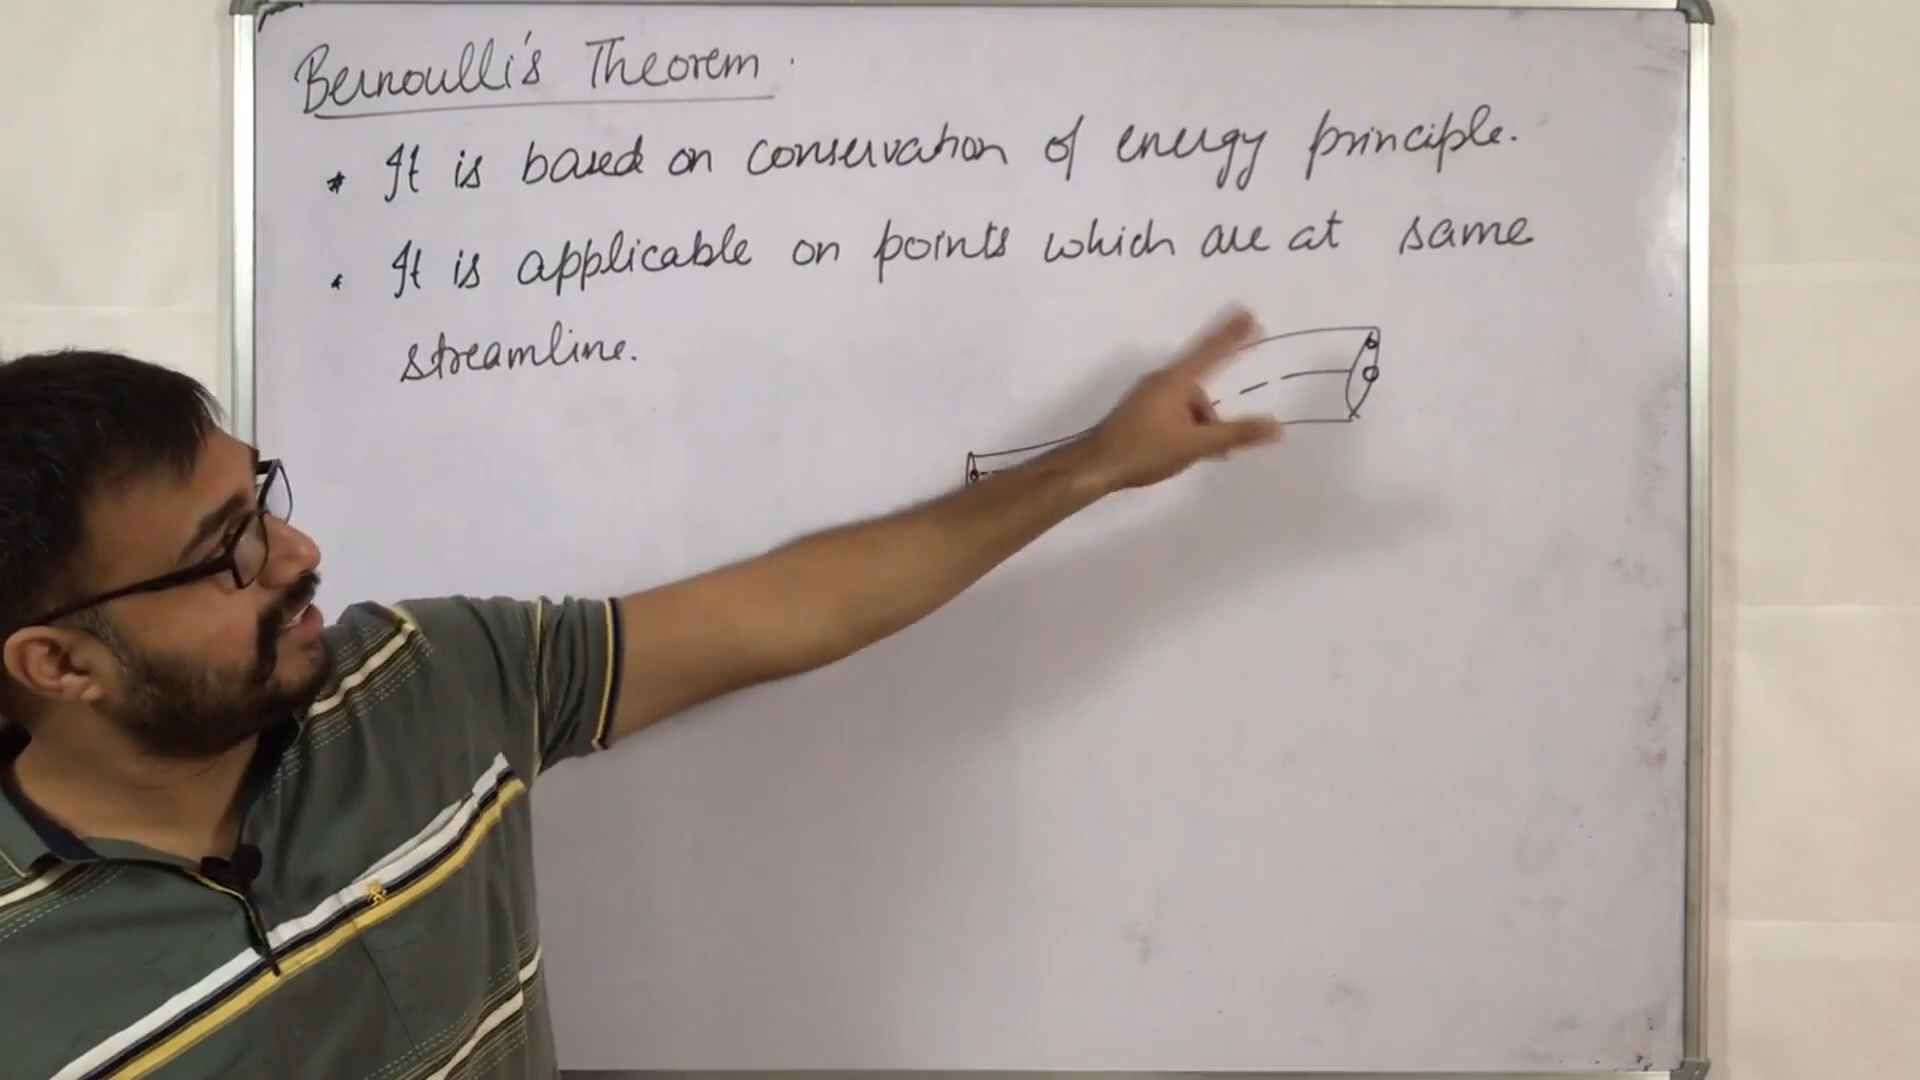 Bernoulli's Theorem.
* It is based on conservation of energy principle.
* It is applicable on points which are at same
streamline.